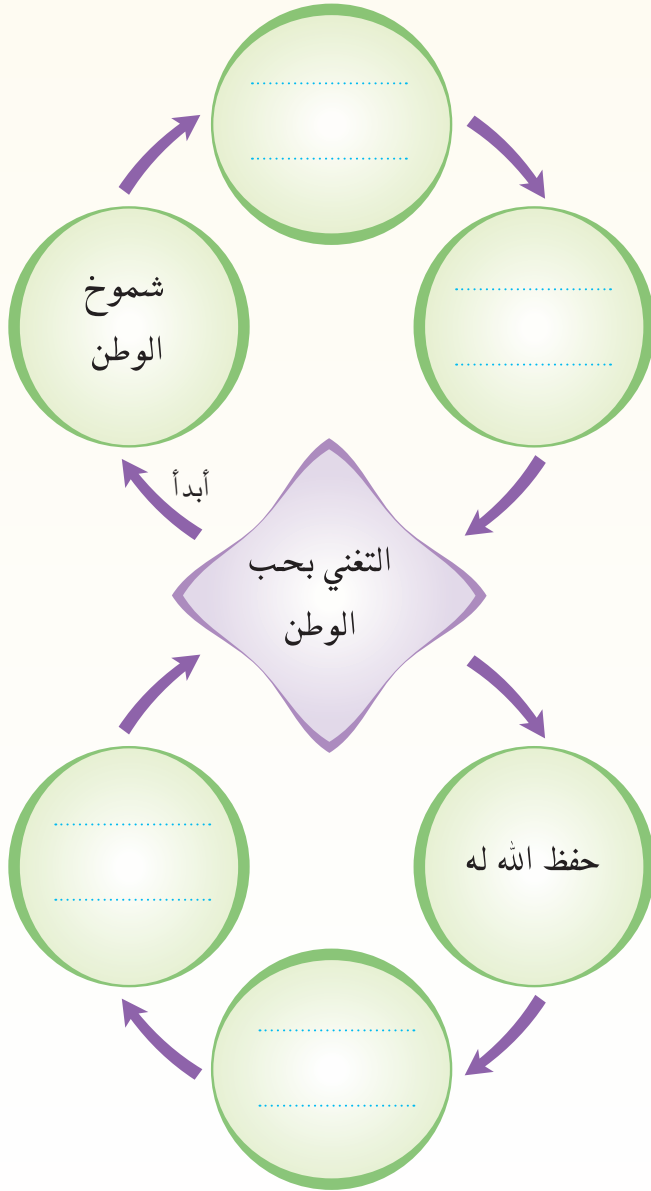 شموخ
الوطن
أبدأ
التغني بحب
الوطن
حفظ الله له